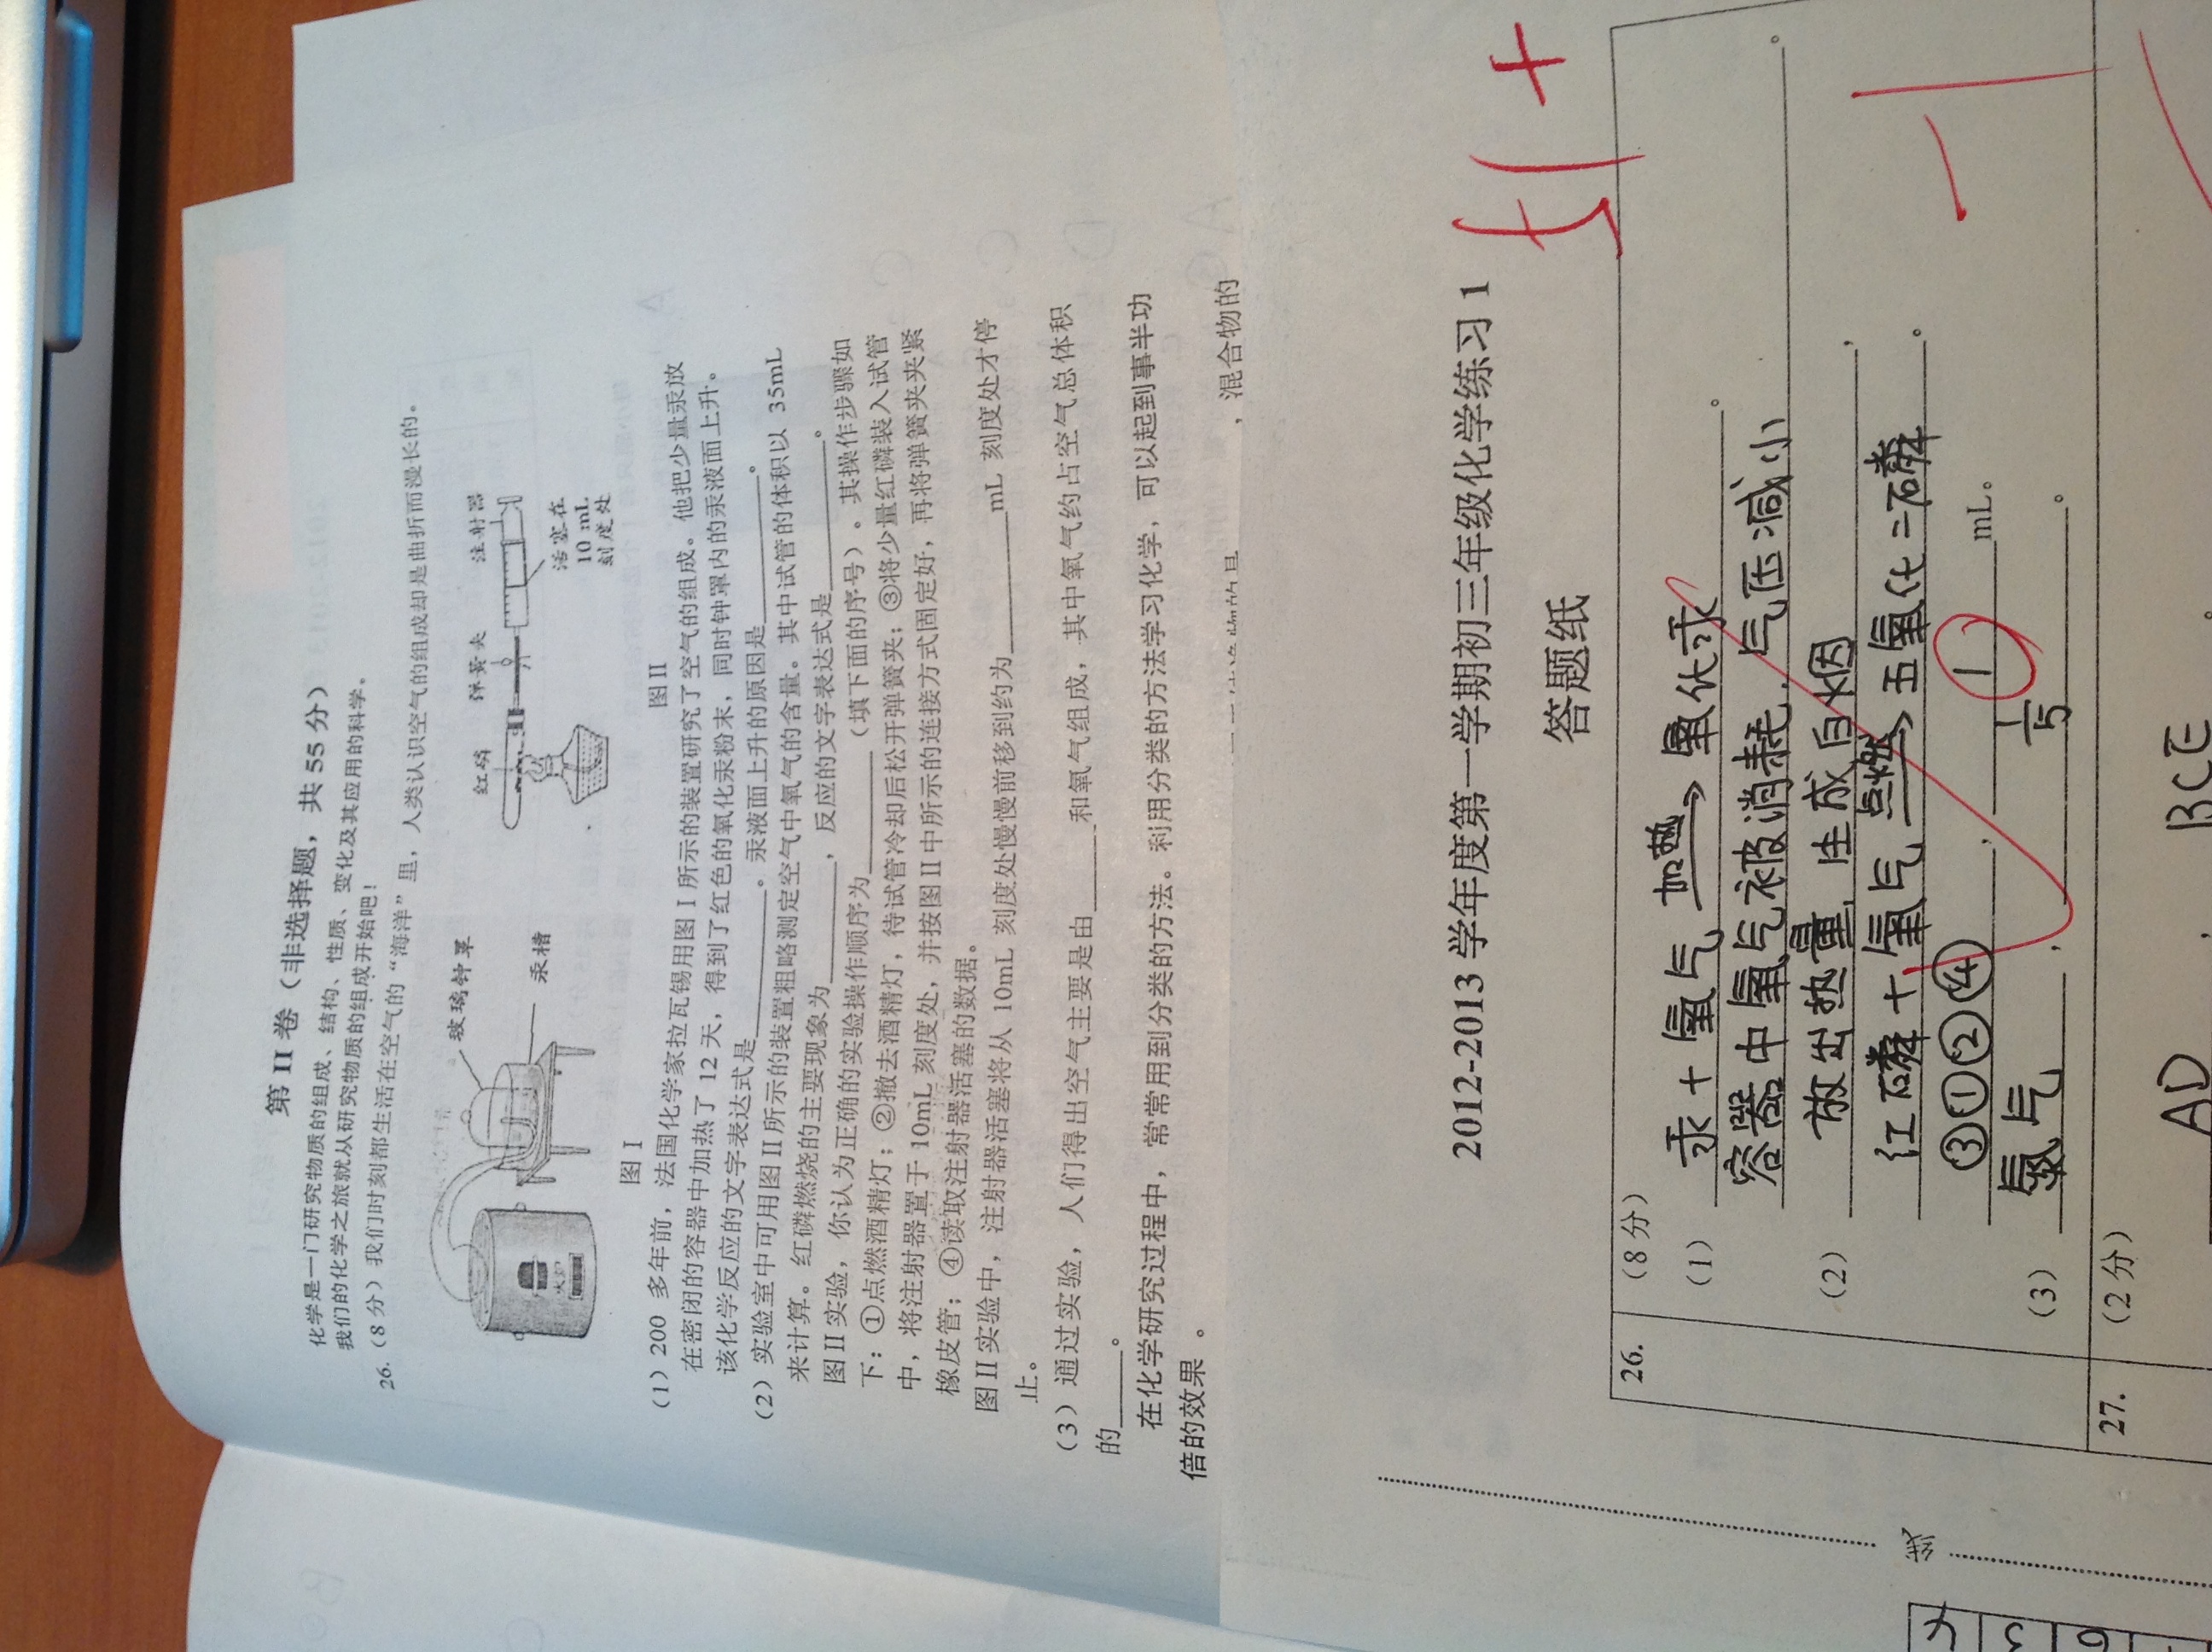 第 II 卷（非选择题，共 55 分）
化学是一门研究物质的组成、结构、性质、变化及其应用的科学。
我们的化学之旅就从研究物质的组成开始吧！
26.（8 分）我们时刻都生活在空气的“海洋”里，人类认识空气的组成却是曲折而漫长的。
玻璃钟罩
汞槽
火炉
图 I
红磷 弹簧夹 注射器
活塞在
10 mL
刻度处
图 II
（1）200 多年前，法国化学家拉瓦锡用图 I 所示的装置研究了空气的组成。他把少量汞放
在密闭的容器中加热了 12 天，得到了红色的氧化汞粉末，同时钟罩内的汞液面上升。
该化学反应的文字表达式是__________。汞液面上升的原因是__________。
（2）实验室中可用图 II 所示的装置粗略测定空气中氧气的含量。其中试管的体积以 35mL
来计算。红磷燃烧的主要现象为________，反应的文字表达式是__________。
图 II 实验，你认为正确的实验操作顺序为________（填下面的序号）。其操作步骤如
下：①点燃酒精灯；②撤去酒精灯，待试管冷却后松开弹簧夹；③将少量红磷装入试管
中，将注射器置于 10mL 刻度处，并按图 II 中所示的连接方式固定好，再将弹簧夹夹紧
橡皮管；④读取注射器活塞的数据。
图 II 实验中，注射器活塞将从 10mL 刻度处慢慢前移到约为__________mL 刻度处才停
止。
（3）通过实验，人们得出空气主要是由______和氧气组成，其中氧气约占空气总体积
的_____。
在化学研究过程中，常常用到分类的方法。利用分类的方法学习化学，可以起到事半功
倍的效果 。
，混合物的
2012-2013 学年度第一学期初三年级化学练习 1
51+
答题纸
26. （8 分）
（1） 汞 + 氧气 加热→ 氧化汞 。
容器中氧气被消耗，气压减小 。
（2） 放出热量，生成白烟 ，
红磷 + 氧气 点燃→ 五氧化二磷 。
③①②④ ， 1 mL。
-1
（3） 氮气 ， 1/5 。
线
27. （2 分）
AD ， BCE 。